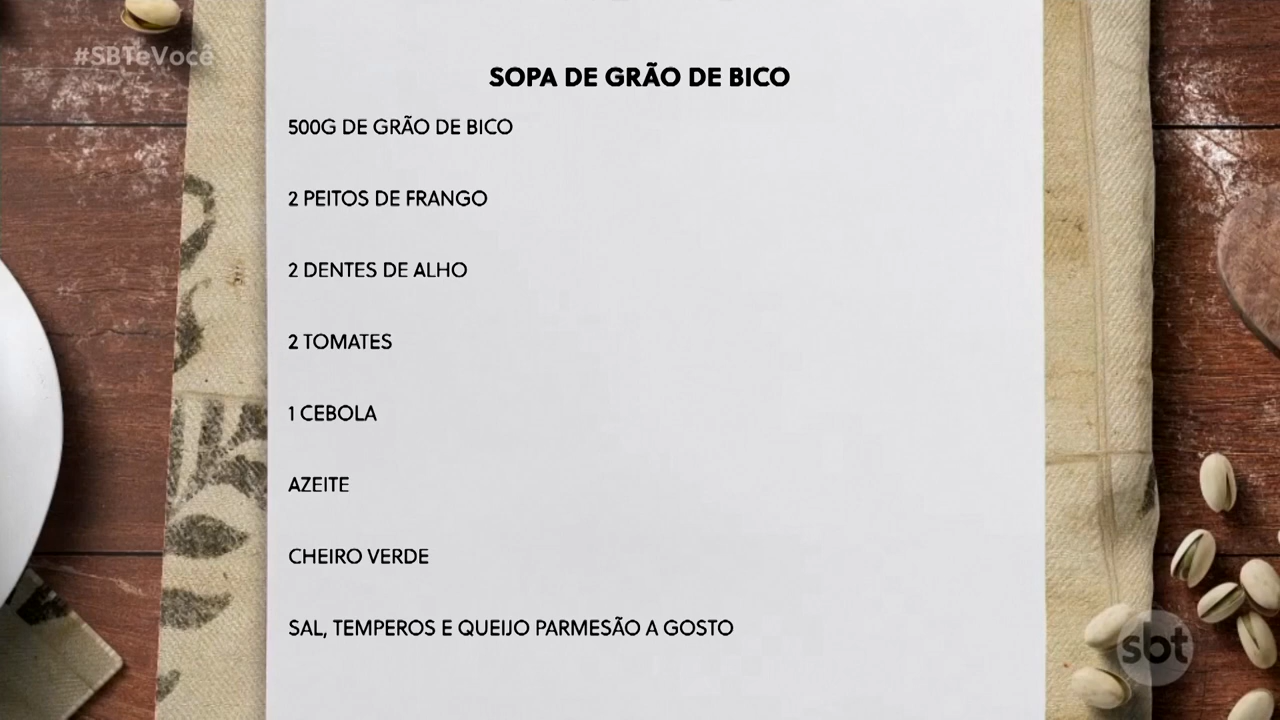 #SBTeVocê
SOPA DE GRÃO DE BICO
500G DE GRÃO DE BICO
2 PEITOS DE FRANGO
2 DENTES DE ALHO
2 TOMATES
1 CEBOLA
AZEITE
CHEIRO VERDE
SAL, TEMPEROS E QUEIJO PARMESÃO A GOSTO
sbt